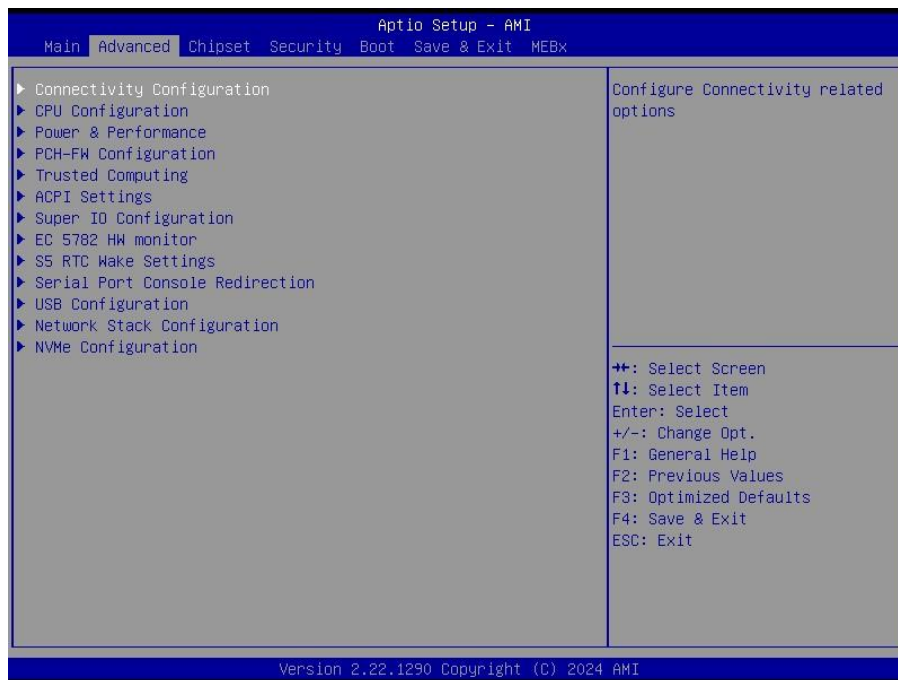 Aptio Setup – AMI
Main Advanced Chipset Security Boot Save & Exit MEBx
Connectivity Configuration
CPU Configuration
Power & Performance
PCH-FW Configuration
Trusted Computing
ACPI Settings
Super IO Configuration
EC 5782 HW monitor
S5 RTC Wake Settings
Serial Port Console Redirection
USB Configuration
Network Stack Configuration
NVMe Configuration
Configure Connectivity related
options
→←: Select Screen
↑↓: Select Item
Enter: Select
+/-: Change Opt.
F1: General Help
F2: Previous Values
F3: Optimized Defaults
F4: Save & Exit
ESC: Exit
Version 2.22.1290 Copyright (C) 2024 AMI